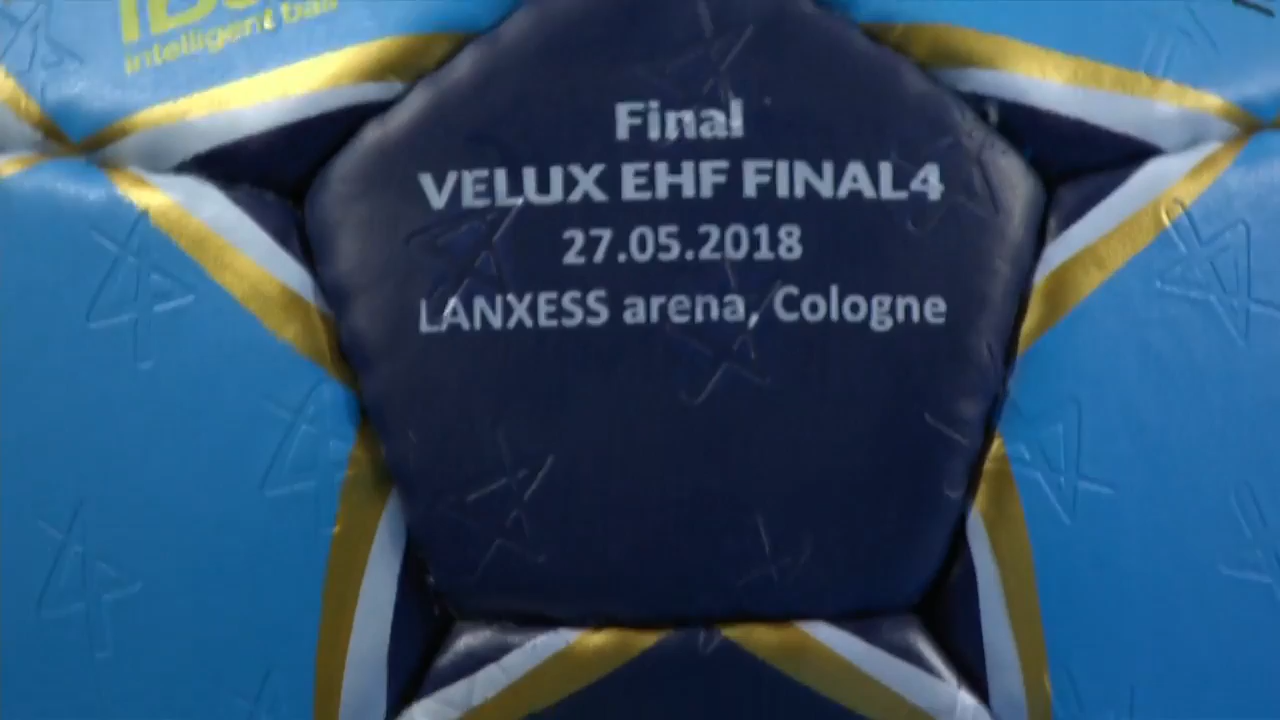 intelligent ball
Final
VELUX EHF FINAL4
27.05.2018
LANXESS arena, Cologne